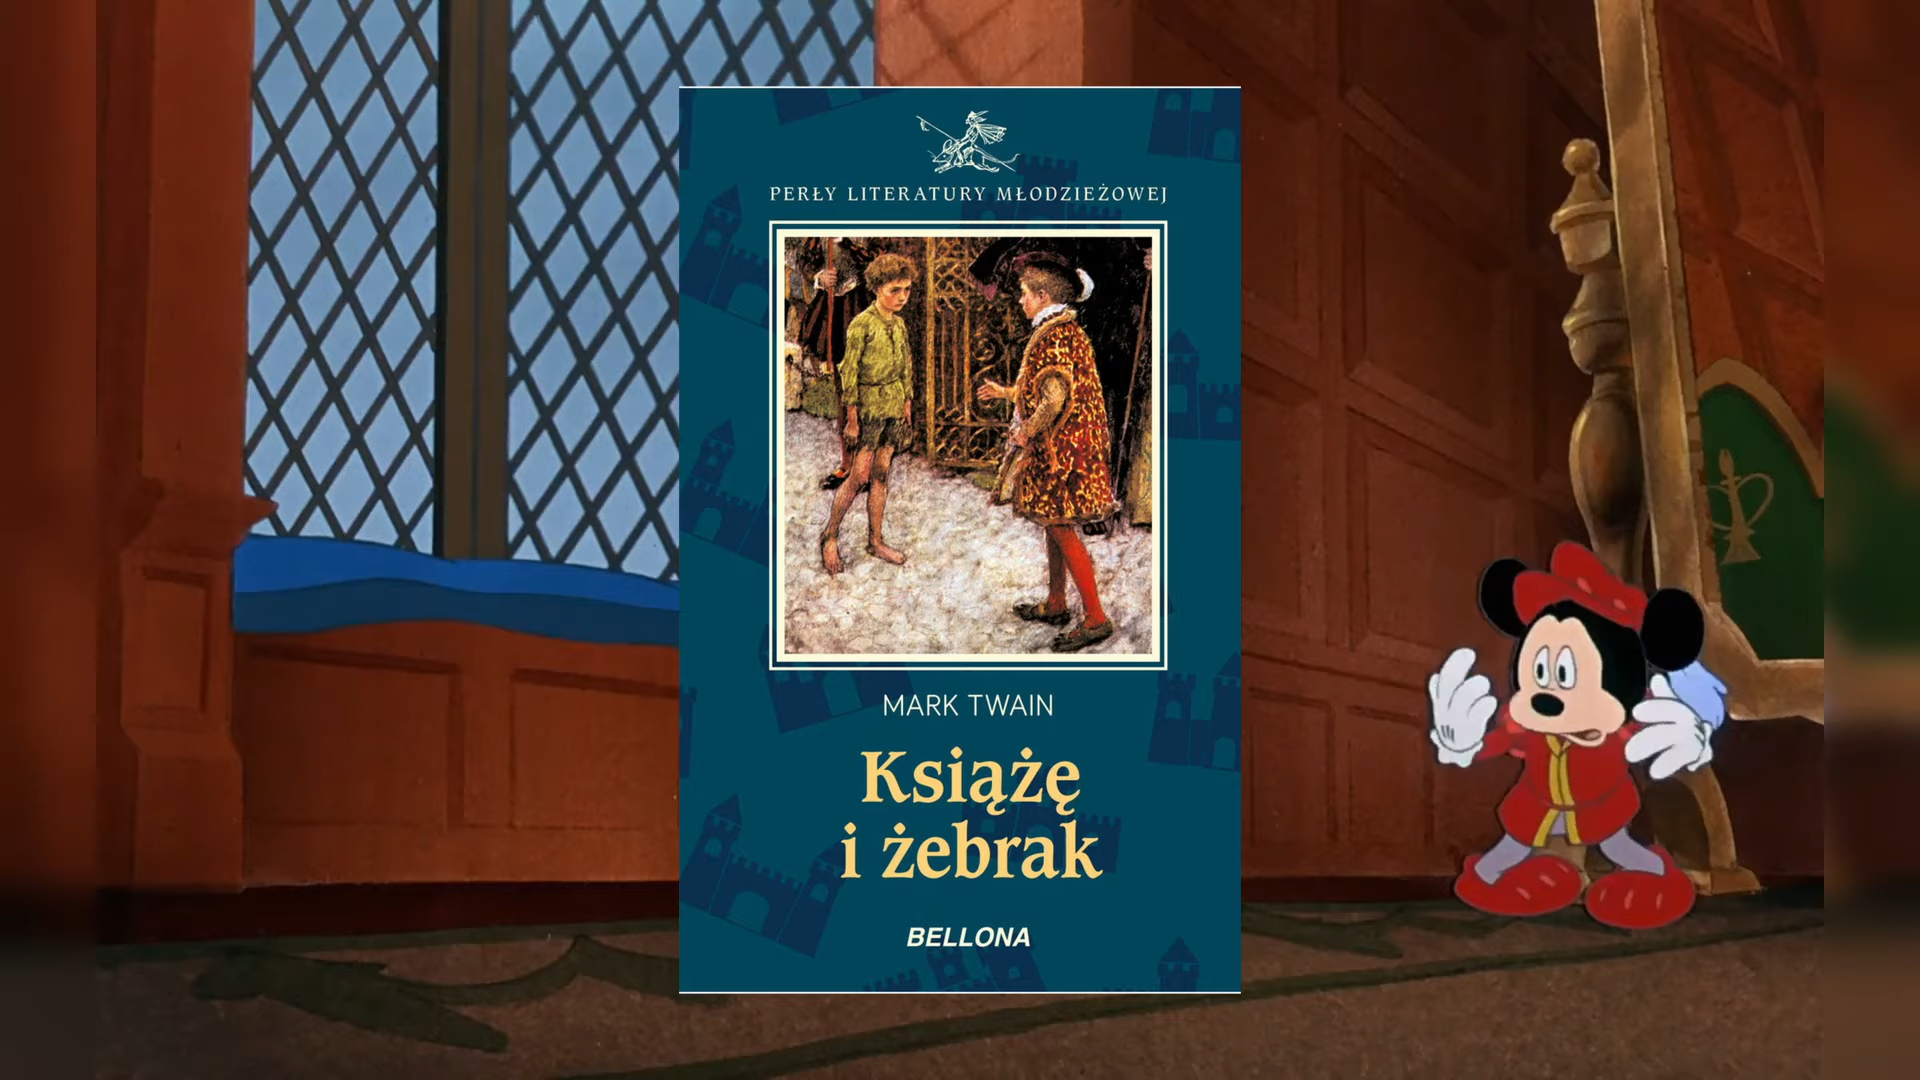 PERŁY LITERATURY MŁODZIEŻOWEJ
MARK TWAIN
Książę
i żebrak
BELLONA